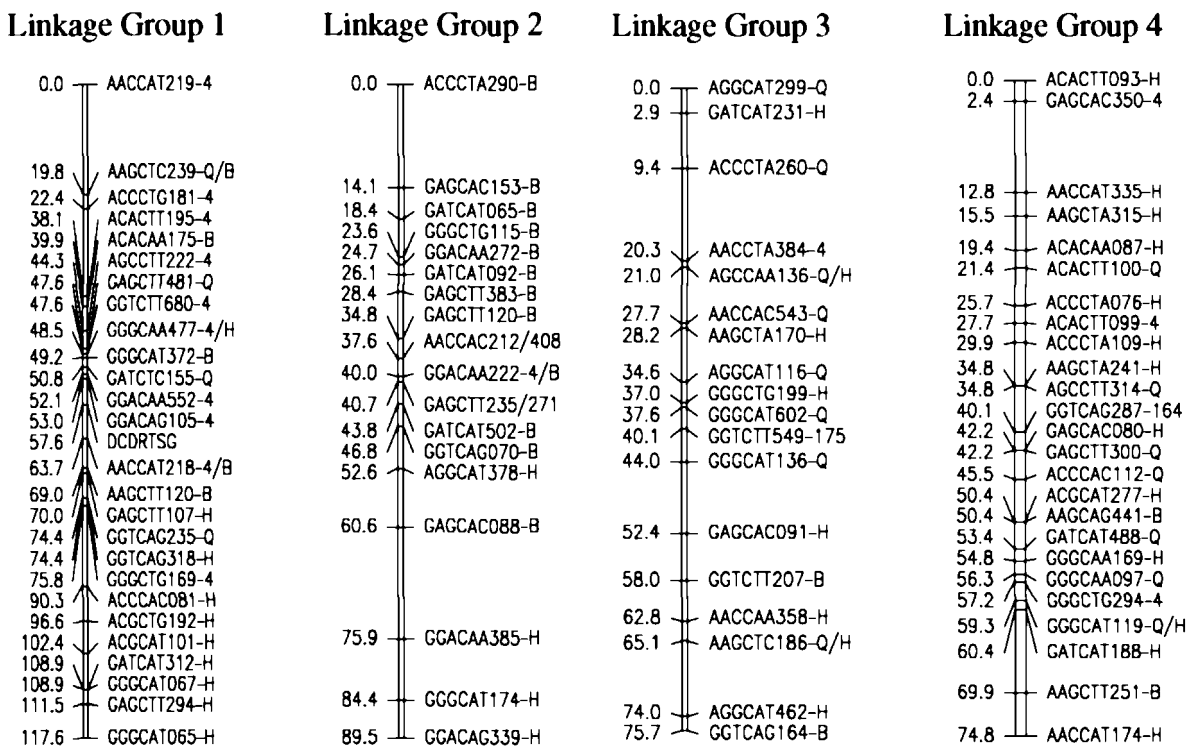 Linkage Group 1
0.0 AACCAT219-4
19.8 AAGCTC239-Q/B
22.4 ACCCTG181-4
38.1 ACACTT195-4
39.9 ACACAA175-B
44.3 AGCCTT222-4
47.6 GAGCTT481-Q
47.6 GGTCTT680-4
48.5 GGGCAA477-4/H
49.2 GGGCAT372-B
50.8 GATCTC155-Q
52.1 GGACAA552-4
53.0 GGACAG105-4
57.6 DCDRTSG
63.7 AACCAT218-4/B
69.0 AAGCTT120-B
70.0 GAGCTT107-H
74.4 GGTCAG235-Q
74.4 GGTCAG318-H
75.8 GGGCTG169-4
90.3 ACCCAC081-H
96.6 ACGCTG192-H
102.4 ACGCAT101-H
108.9 GATCAT312-H
108.9 GGGCAT067-H
111.5 GAGCTT294-H
117.6 GGGCAT065-H
Linkage Group 2
0.0 ACCCTA290-B
14.1 GAGCAC153-B
18.4 GATCAT065-B
23.6 GGGCTG115-B
24.7 GGACAA272-B
26.1 GATCAT092-B
28.4 GAGCTT383-B
34.8 GAGCTT120-B
37.6 AACCAC212/408
40.0 GGACAA222-4/B
40.7 GAGCTT235/271
43.8 GATCAT502-B
46.8 GGTCAG070-B
52.6 AGGCAT378-H
60.6 GAGCAC088-B
75.9 GGACAA385-H
84.4 GGGCAT174-H
89.5 GGACAG339-H
Linkage Group 3
0.0 AGGCAT299-Q
2.9 GATCAT231-H
9.4 ACCCTA260-Q
20.3 AACCTA384-4
21.0 AGCCAA136-Q/H
27.7 AACCAC543-Q
28.2 AAGCTA170-H
34.6 AGGCAT116-Q
37.0 GGGCTG199-H
37.6 GGGCAT602-Q
40.1 GGTCTT549-175
44.0 GGGCAT136-Q
52.4 GAGCAC091-H
58.0 GGTCTT207-B
62.8 AACCAA358-H
65.1 AAGCTC186-Q/H
74.0 AGGCAT462-H
75.7 GGTCAG164-B
Linkage Group 4
0.0 ACACTT093-H
2.4 GAGCAC350-4
12.8 AACCAT335-H
15.5 AAGCTA315-H
19.4 ACACAA087-H
21.4 ACACTT100-Q
25.7 ACCCTA076-H
27.7 ACACTT099-4
29.9 ACCCTA109-H
34.8 AAGCTA241-H
34.8 AGCCTT314-Q
40.1 GGTCAG287-164
42.2 GAGCAC080-H
42.2 GAGCTT300-Q
45.5 ACCCAC112-Q
50.4 ACGCAT277-H
50.4 AAGCAG441-B
53.4 GATCAT488-Q
54.8 GGGCAA169-H
56.3 GGGCAA097-Q
57.2 GGGCTG294-4
59.3 GGGCAT119-Q/H
60.4 GATCAT188-H
69.9 AAGCTT251-B
74.8 AACCAT174-H